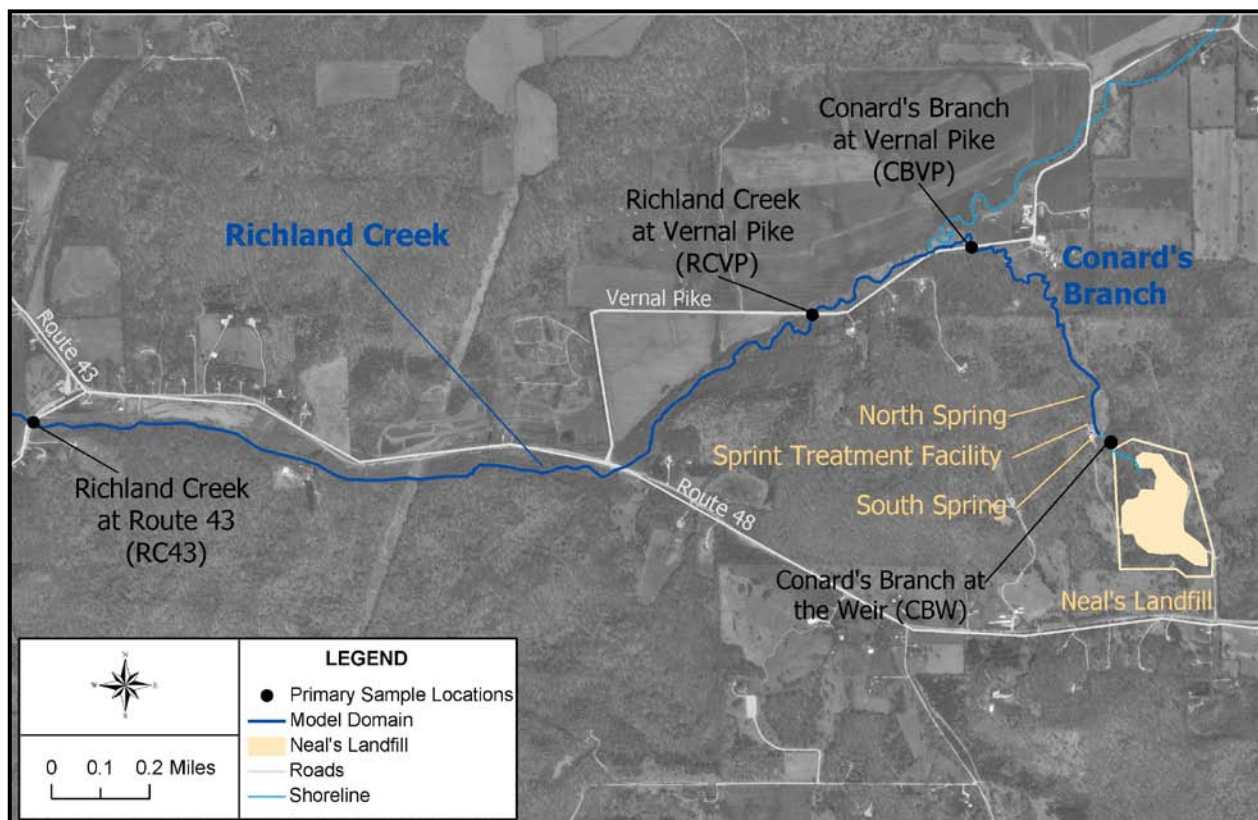 Conard's Branch
at Vernal Pike
(CBVP)
Richland Creek
at Vernal Pike
(RCVP)
Richland Creek
Conard's
Branch
Vernal Pike
Route 43
North Spring
Sprint Treatment Facility
South Spring
Richland Creek
at Route 43
(RC43)
Route 48
Conard's Branch at
the Weir (CBW)
Neal's Landfill
N
W E
S
0 0.1 0.2 Miles
LEGEND
Primary Sample Locations
Model Domain
Neal's Landfill
Roads
Shoreline